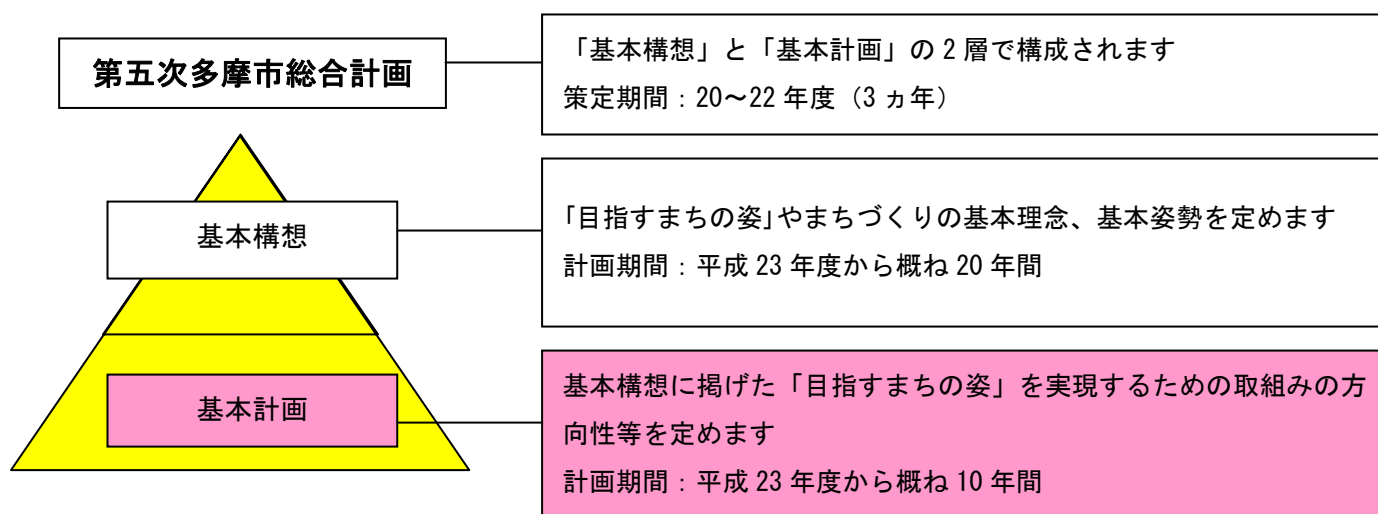 第五次多摩市総合計画
「基本構想」と「基本計画」の2層で構成されます
策定期間：20～22年度（3ヵ年）
基本構想
「目指すまちの姿」やまちづくりの基本理念、基本姿勢を定めます
計画期間：平成23年度から概ね20年間
基本計画
基本構想に掲げた「目指すまちの姿」を実現するための取組みの方
向性等を定めます
計画期間：平成23年度から概ね10年間